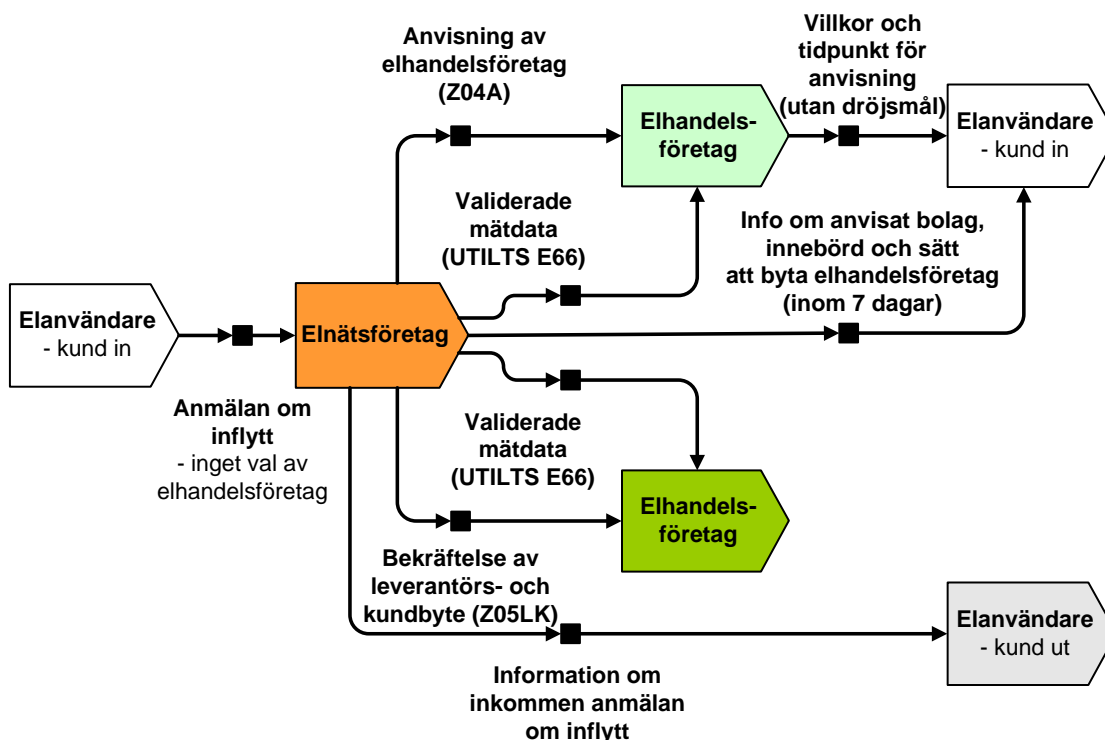 Anvisning av
elhandelsföretag
(Z04A)
Villkor och
tidpunkt för
anvisning
(utan dröjsmål)
Elhandels-
företag
Elanvändare
- kund in
Validerade
mätdata
(UTILTS E66)
Info om anvisat bolag,
innebörd och sätt
att byta elhandelsföretag
(inom 7 dagar)
Elanvändare
- kund in
Elnätsföretag
Anmälan om
inflytt
- inget val av
elhandelsföretag
Validerade
mätdata
(UTILTS E66)
Elhandels-
företag
Bekräftelse av
leverantörs- och
kundbyte (Z05LK)
Elanvändare
- kund ut
Information om
inkommen anmälan
om inflytt